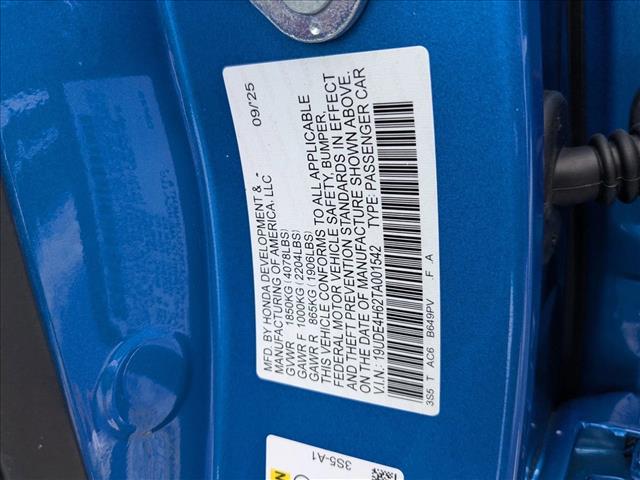 MFD.BY HONDA DEVELOPMENT & -
MANUFACTURING OF AMERICA, LLC
09/25
GVWR 1850KG (4078LBS)
GAWR F 1000KG (2204LBS)
GAWR R 865KG (1906LBS)
THIS VEHICLE CONFORMS TO ALL APPLICABLE
FEDERAL MOTOR VEHICLE SAFETY, BUMPER,
AND THEFT PREVENTION STANDARDS IN EFFECT
ON THE DATE OF MANUFACTURE SHOWN ABOVE.
V.I.N.: 19UDE4H62TA001542 TYPE: PASSENGER CAR
3S5 T AC6 B649PV F A
3S5-A1